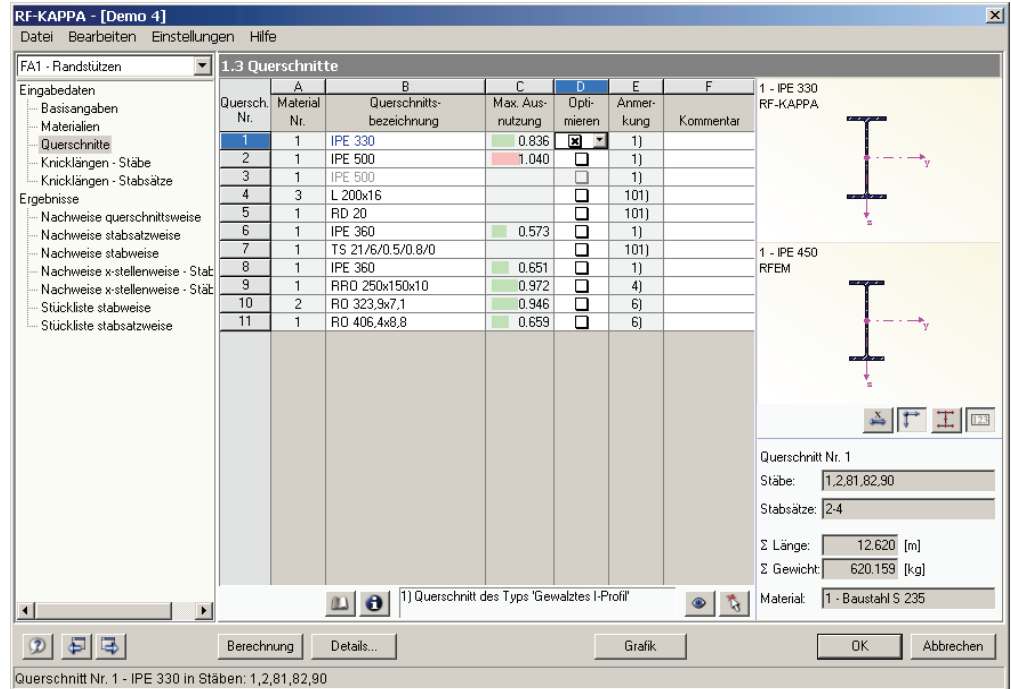 RF-KAPPA - [Demo 4]
Datei Bearbeiten Einstellungen Hilfe
FA1 - Randstützen
Eingabedaten
Basisangaben
Materialien
Querschnitte
Knicklängen - Stäbe
Knicklängen - Stabsätze
Ergebnisse
Nachweise querschnittsweise
Nachweise stabsatzweise
Nachweise stabweise
Nachweise x-stellenweise - Stab
Nachweise x-stellenweise - Stäb
Stückliste stabweise
Stückliste stabsatzweise
1.3 Querschnitte
A B C D E F
Quersch. Material Querschnitts- Max. Aus- Opti- Anmer-
Nr. Nr. bezeichnung nutzung mieren kung Kommentar
1 1 IPE 330 0.836 1)
2 1 IPE 500 1.040 1)
3 1 IPE 500 1)
4 3 L 200x16 101)
5 1 RD 20 101)
6 1 IPE 360 0.573 1)
7 1 TS 21/6/0.5/0.8/0 101)
8 1 IPE 360 0.651 1)
9 1 RRO 250x150x10 0.972 4)
10 2 RO 323,9x7,1 0.946 6)
11 1 RO 406,4x8,8 0.659 6)
1) Querschnitt des Typs 'Gewalztes I-Profil'
1 - IPE 330
RF-KAPPA
y
z
1 - IPE 450
RFEM
y
z
x
123
Querschnitt Nr. 1
Stäbe: 1,2,81,82,90
Stabsätze: 2-4
Σ Länge: 12.620 [m]
Σ Gewicht: 620.159 [kg]
Material: 1 - Baustahl S 235
Berechnung Details... Grafik OK Abbrechen
Querschnitt Nr. 1 - IPE 330 in Stäben: 1,2,81,82,90